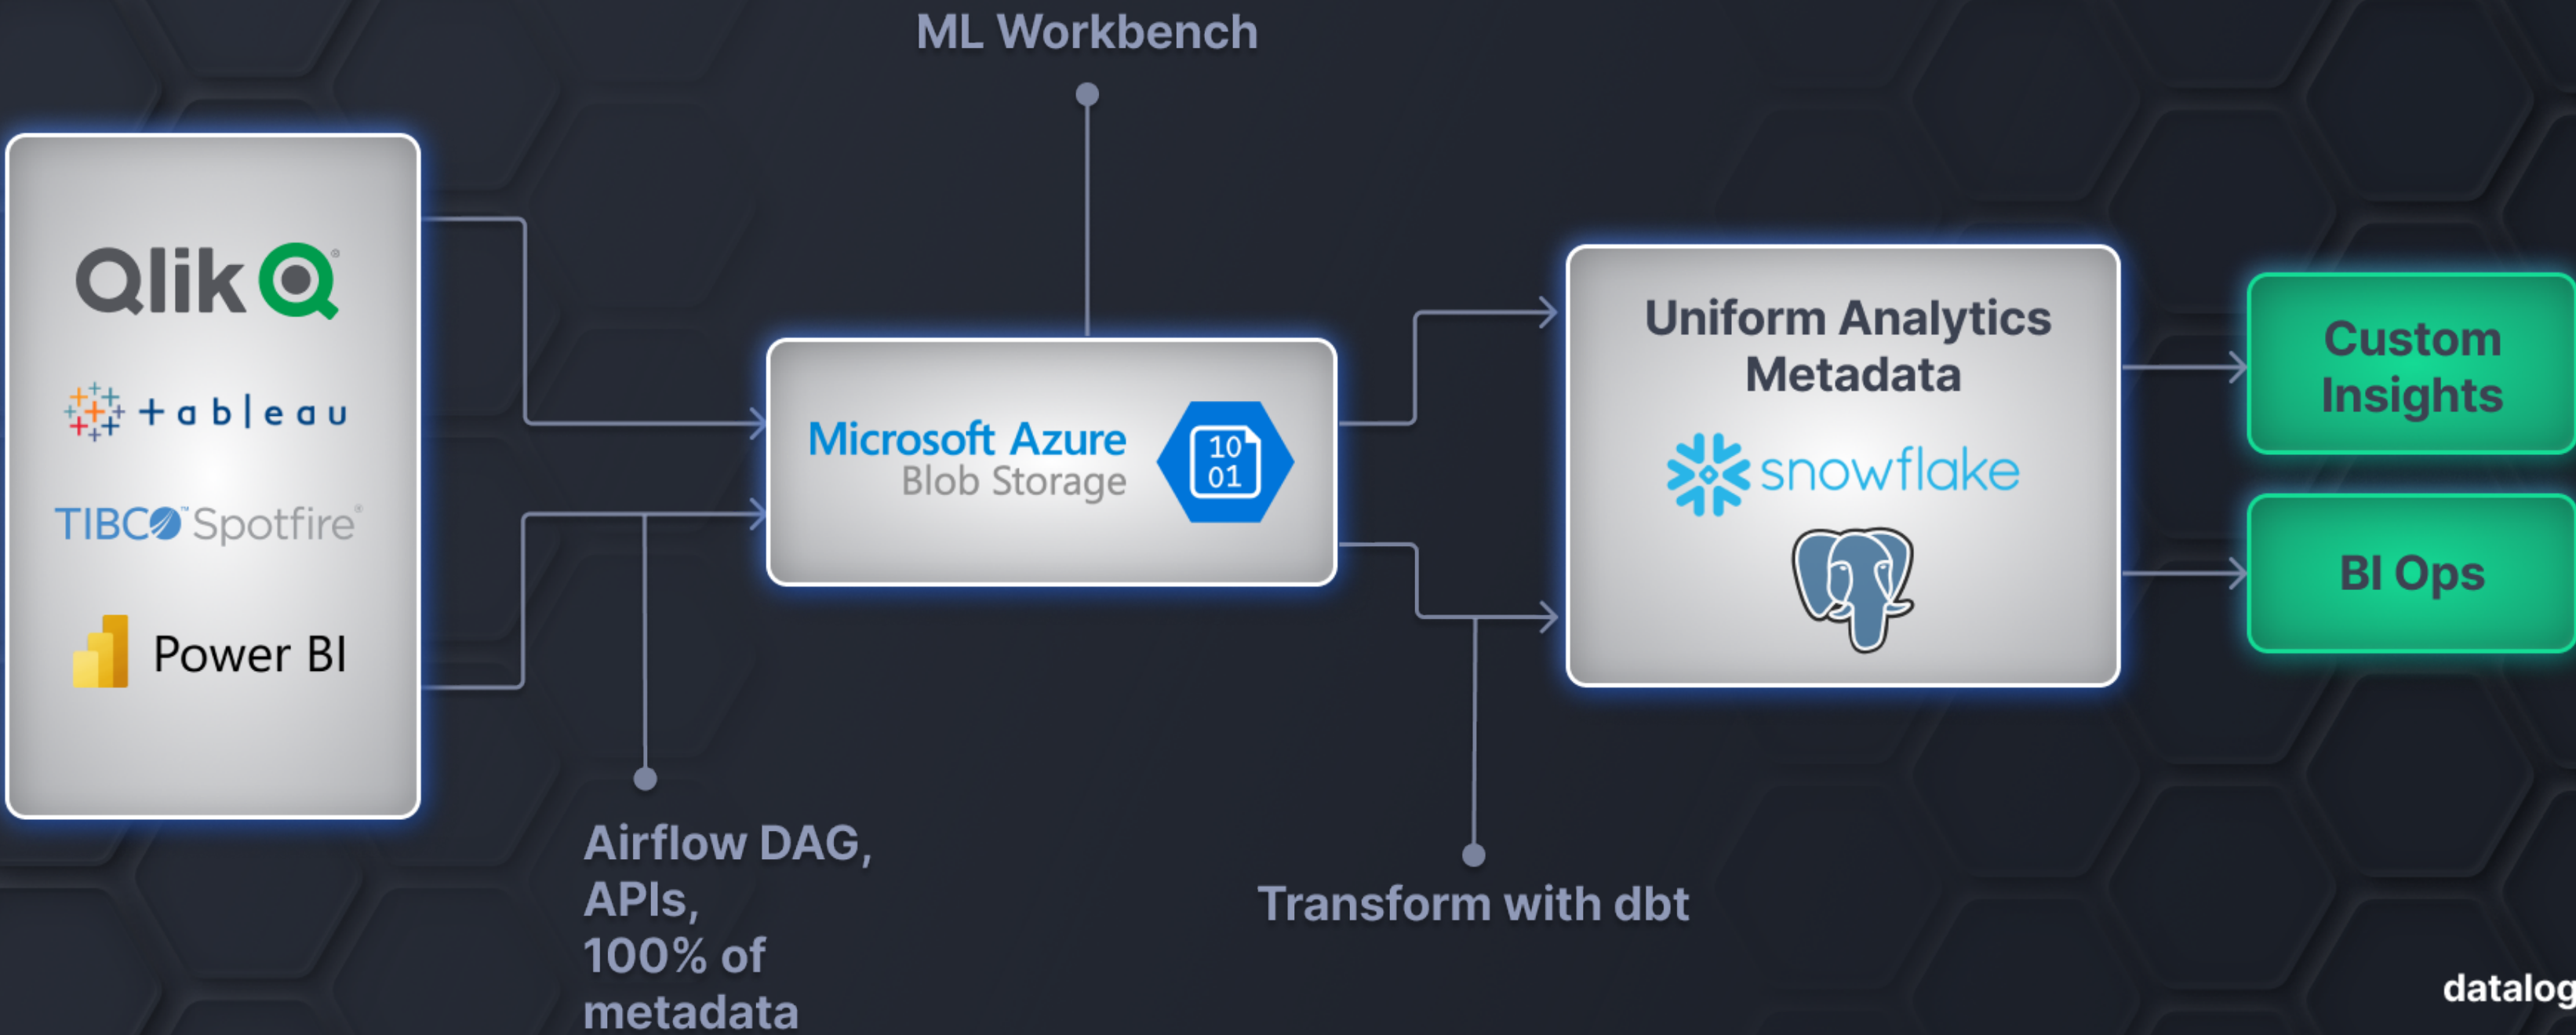 ML Workbench
Qlik
+ a b | e a u
TIBCO™ Spotfire®
Power BI
Microsoft Azure
Blob Storage
10
01
Uniform Analytics
Metadata
snowflake
Custom
Insights
BI Ops
Airflow DAG,
APIs,
100% of
metadata
Transform with dbt
datalog